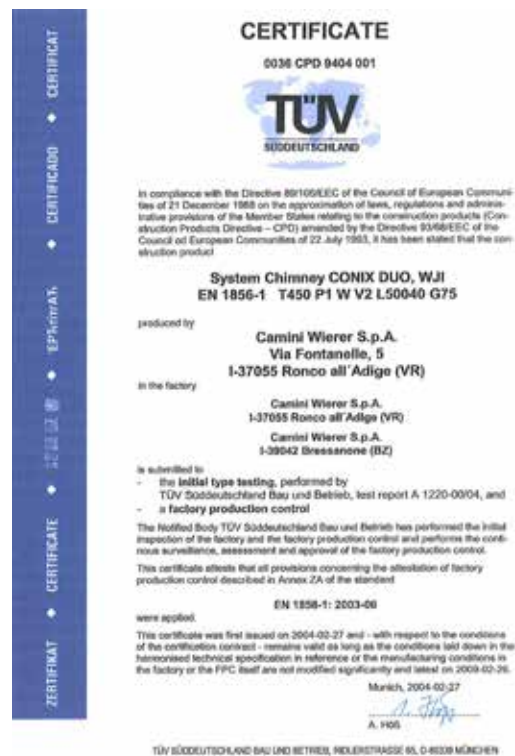 CERTIFICATE
0036 CPD 9404 001
TÜV
SÜDDEUTSCHLAND
In compliance with the Directive 89/106/EEC of the Council of European Communi-
ties of 21 December 1988 on the approximation of laws, regulations and adminis-
trative provisions of the Member States relating to the construction products (Con-
struction Products Directive – CPD) amended by the Directive 93/68/EEC of the
Council od European Communities of 22 July 1993, it has been stated that the con-
struction product
System Chimney CONIX DUO, WJI
EN 1856-1 T450 P1 W V2 L50040 G75
produced by
Camini Wierer S.p.A.
Via Fontanelle, 5
I-37055 Ronco all´Adige (VR)
in the factory
Camini Wierer S.p.A.
I-37055 Ronco all´Adige (VR)
Camini Wierer S.p.A.
I-39042 Bressanone (BZ)
is submitted to
- the initial type testing, performed by
TÜV Süddeutschland Bau und Betrieb, test report A 1220-00/04, and
- a factory production control
The Notified Body TÜV Süddeutschland Bau und Betrieb has performed the initial
inspection of the factory and the factory production control and performs the conti-
nous surveillance, assessment and approval of the factory production control.
This certificate attests that all provisions concerning the attestation of factory
production control described in Annex ZA of the standard
EN 1856-1: 2003-06
were applied.
This certificate was first issued on 2004-02-27 and - with respect to the conditions
of the certification contract - remains valid as long as the conditions laid down in the
harmonised technical specification in reference or the manufacturing conditions in
the factory or the FPC itself are not modified significantly and latest on 2009-02-26.
Munich, 2004-02-27
A. Höß
TÜV SÜDDEUTSCHLAND BAU UND BETRIEB, RIDLERSTRASSE 65, D-80339 MÜNCHEN
ZERTIFIKAT ◆ CERTIFICATE ◆ ◆ ◆ CERTIFICADO ◆ CERTIFICAT